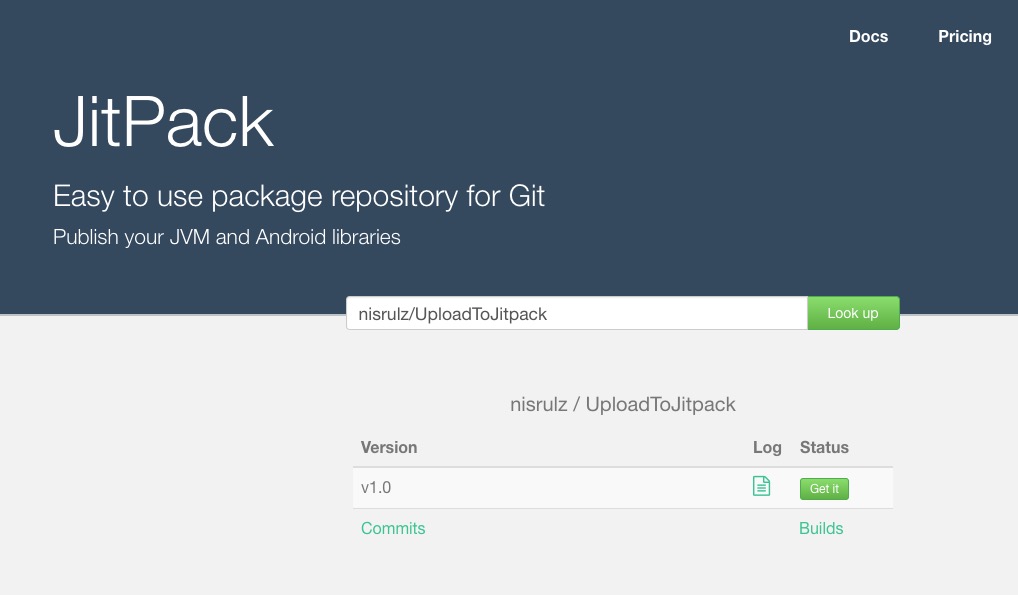 Docs Pricing
JitPack
Easy to use package repository for Git
Publish your JVM and Android libraries
nisrulz/UploadToJitpack Look up
nisrulz / UploadToJitpack
Version Log Status
v1.0 Get it
Commits Builds